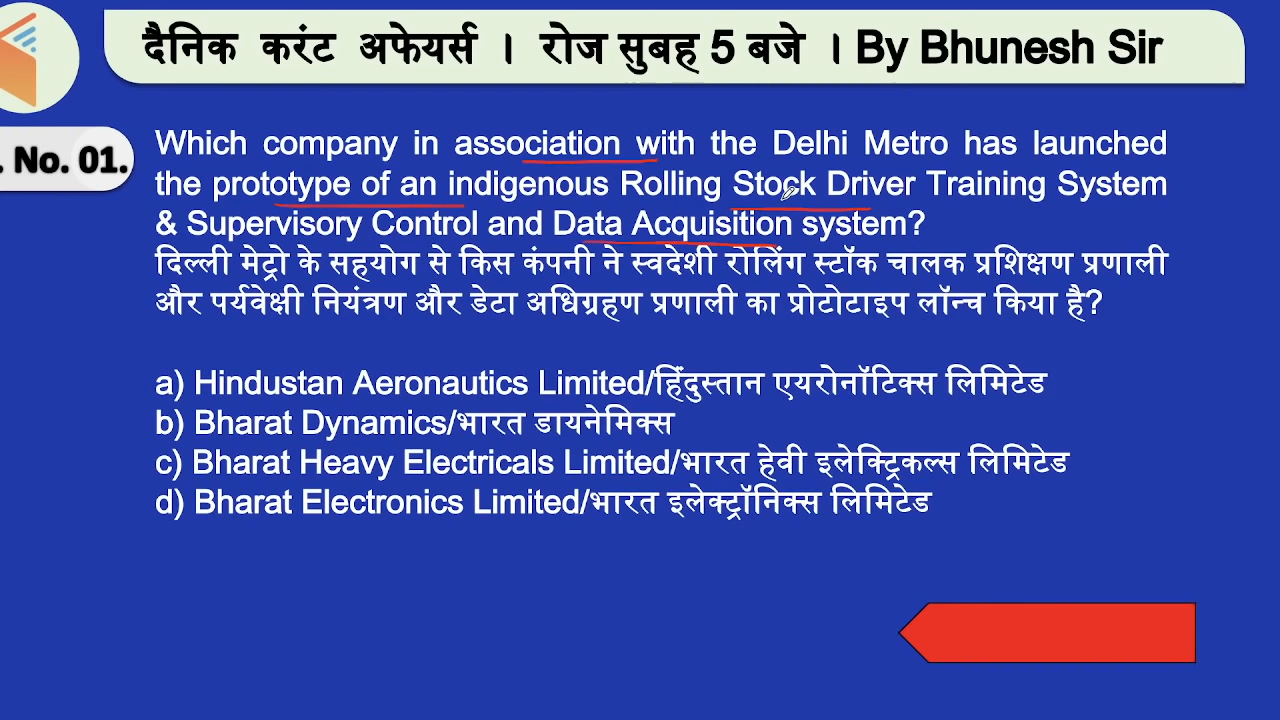 दैनिक करंट अफेयर्स । रोज सुबह 5 बजे । By Bhunesh Sir
. No. 01.
Which company in association with the Delhi Metro has launched
the prototype of an indigenous Rolling Stock Driver Training System
& Supervisory Control and Data Acquisition system?
दिल्ली मेट्रो के सहयोग से किस कंपनी ने स्वदेशी रोलिंग स्टॉक चालक प्रशिक्षण प्रणाली
और पर्यवेक्षी नियंत्रण और डेटा अधिग्रहण प्रणाली का प्रोटोटाइप लॉन्च किया है?
a) Hindustan Aeronautics Limited/हिंदुस्तान एयरोनॉटिक्स लिमिटेड
b) Bharat Dynamics/भारत डायनेमिक्स
c) Bharat Heavy Electricals Limited/भारत हेवी इलेक्ट्रिकल्स लिमिटेड
d) Bharat Electronics Limited/भारत इलेक्ट्रॉनिक्स लिमिटेड